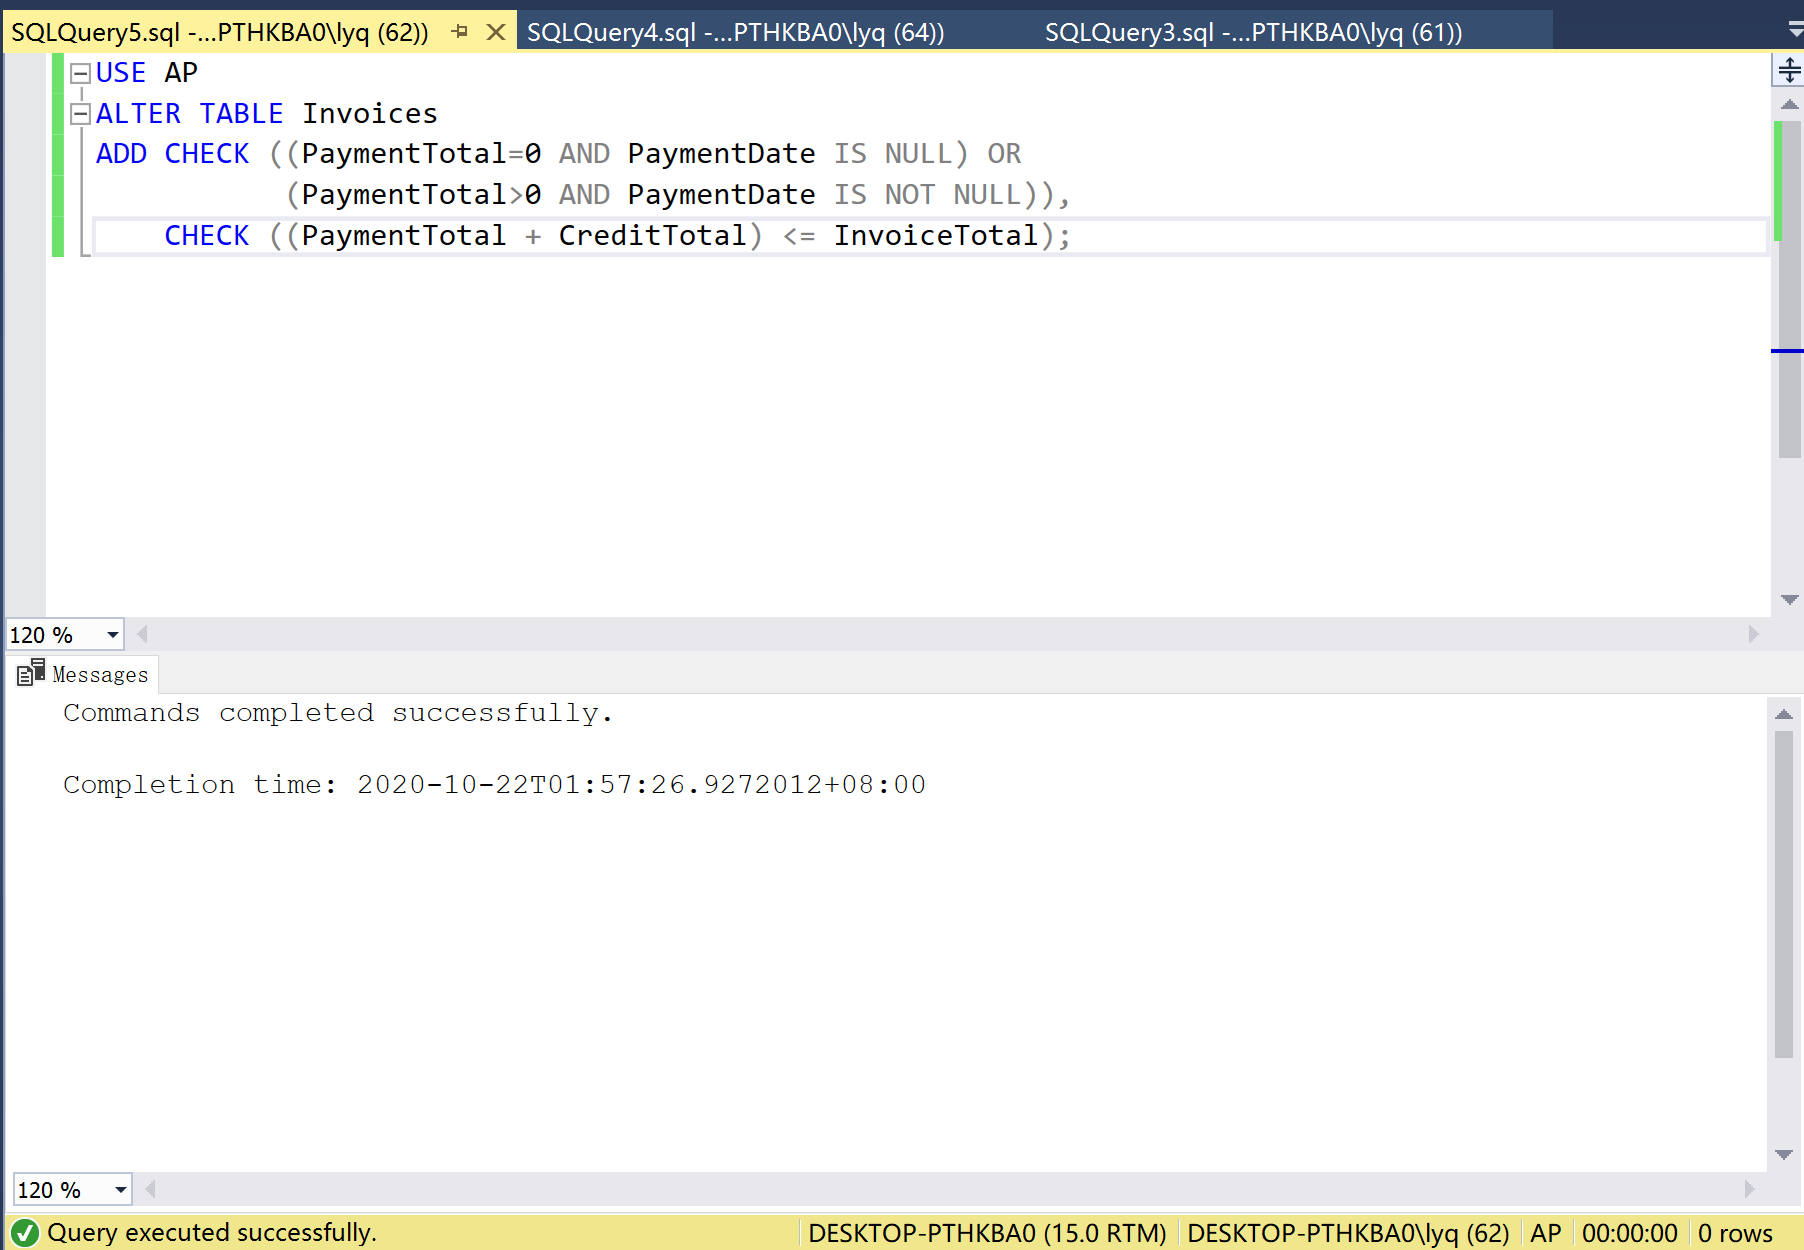 SQLQuery5.sql -...PTHKBA0\lyq (62)) SQLQuery4.sql -...PTHKBA0\lyq (64)) SQLQuery3.sql -...PTHKBA0\lyq (61))
USE AP
ALTER TABLE Invoices
ADD CHECK ((PaymentTotal=0 AND PaymentDate IS NULL) OR
(PaymentTotal>0 AND PaymentDate IS NOT NULL)),
CHECK ((PaymentTotal + CreditTotal) <= InvoiceTotal);
120 %
Messages
Commands completed successfully.
Completion time: 2020-10-22T01:57:26.9272012+08:00
120 %
Query executed successfully. DESKTOP-PTHKBA0 (15.0 RTM) DESKTOP-PTHKBA0\lyq (62) AP 00:00:00 0 rows